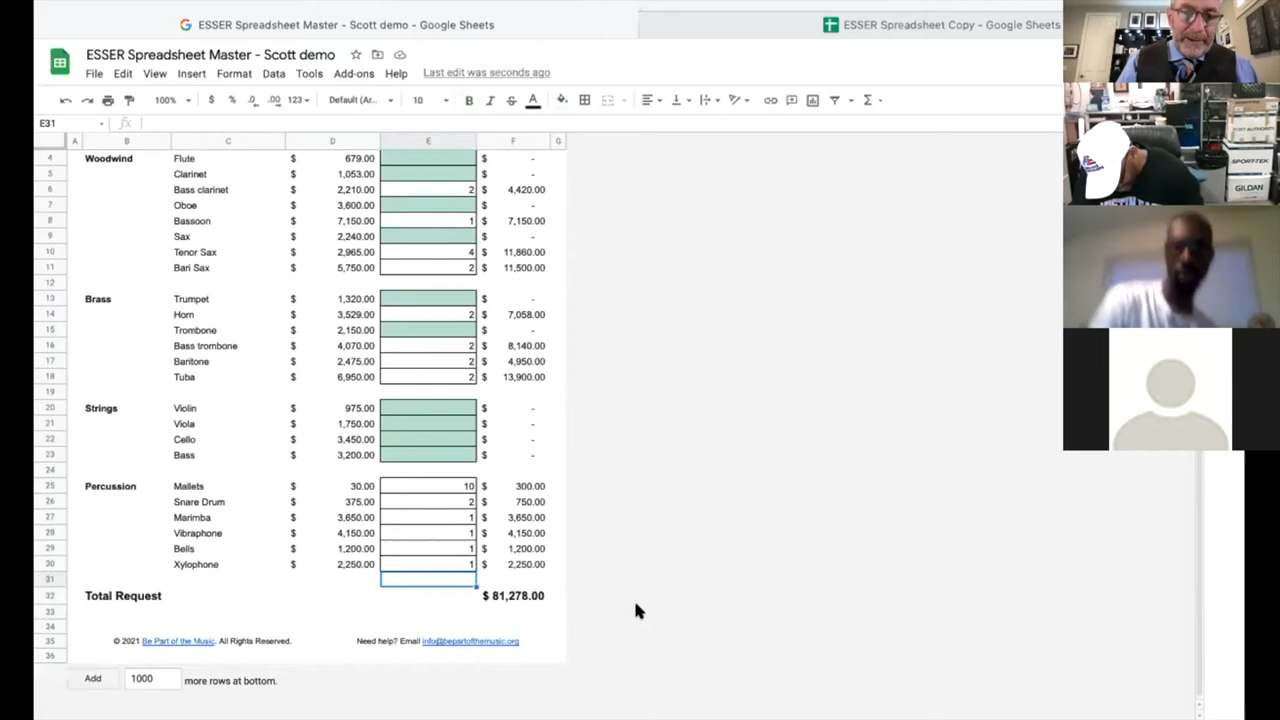 ESSER Spreadsheet Master - Scott demo - Google Sheets
ESSER Spreadsheet Copy - Google Sheets
ESSER Spreadsheet Master - Scott demo
File Edit View Insert Format Data Tools Add-ons Help Last edit was seconds ago
100% $ % .0 .00 123 Default (Ar... 10 B I S A
E31 fx
A B C D E F G
4 Woodwind Flute $ 679.00 $ -
5 Clarinet $ 1,053.00 $ -
6 Bass clarinet $ 2,210.00 2 $ 4,420.00
7 Oboe $ 3,600.00 $ -
8 Bassoon $ 7,150.00 1 $ 7,150.00
9 Sax $ 2,240.00 $ -
10 Tenor Sax $ 2,965.00 4 $ 11,860.00
11 Bari Sax $ 5,750.00 2 $ 11,500.00
12
13 Brass Trumpet $ 1,320.00 $ -
14 Horn $ 3,529.00 2 $ 7,058.00
15 Trombone $ 2,150.00 $ -
16 Bass trombone $ 4,070.00 2 $ 8,140.00
17 Baritone $ 2,475.00 2 $ 4,950.00
18 Tuba $ 6,950.00 2 $ 13,900.00
19
20 Strings Violin $ 975.00 $ -
21 Viola $ 1,750.00 $ -
22 Cello $ 3,450.00 $ -
23 Bass $ 3,200.00 $ -
24
25 Percussion Mallets $ 30.00 10 $ 300.00
26 Snare Drum $ 375.00 2 $ 750.00
27 Marimba $ 3,650.00 1 $ 3,650.00
28 Vibraphone $ 4,150.00 1 $ 4,150.00
29 Bells $ 1,200.00 1 $ 1,200.00
30 Xylophone $ 2,250.00 1 $ 2,250.00
31
32 Total Request $ 81,278.00
33
34
35 © 2021 Be Part of the Music. All Rights Reserved. Need help? Email info@bepartofthemusic.org
36
Add 1000 more rows at bottom.
PORT AUTHORITY
SPORT-TEK
GILDAN